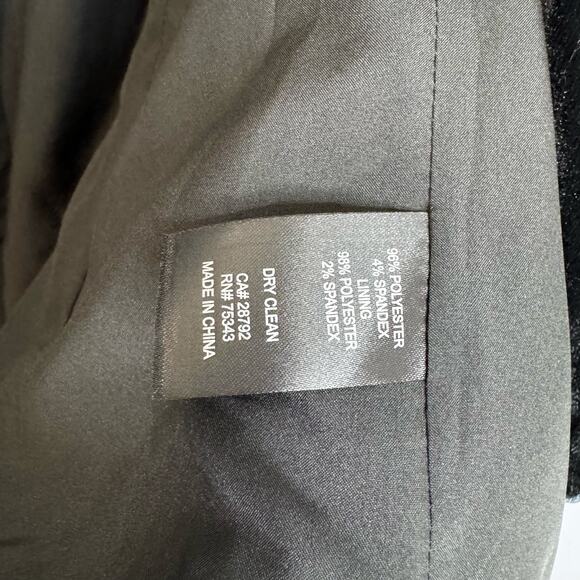 96% POLYESTER
4% SPANDEX
LINING
98% POLYESTER
2% SPANDEX
DRY CLEAN
CA# 28792
RN# 75343
MADE IN CHINA